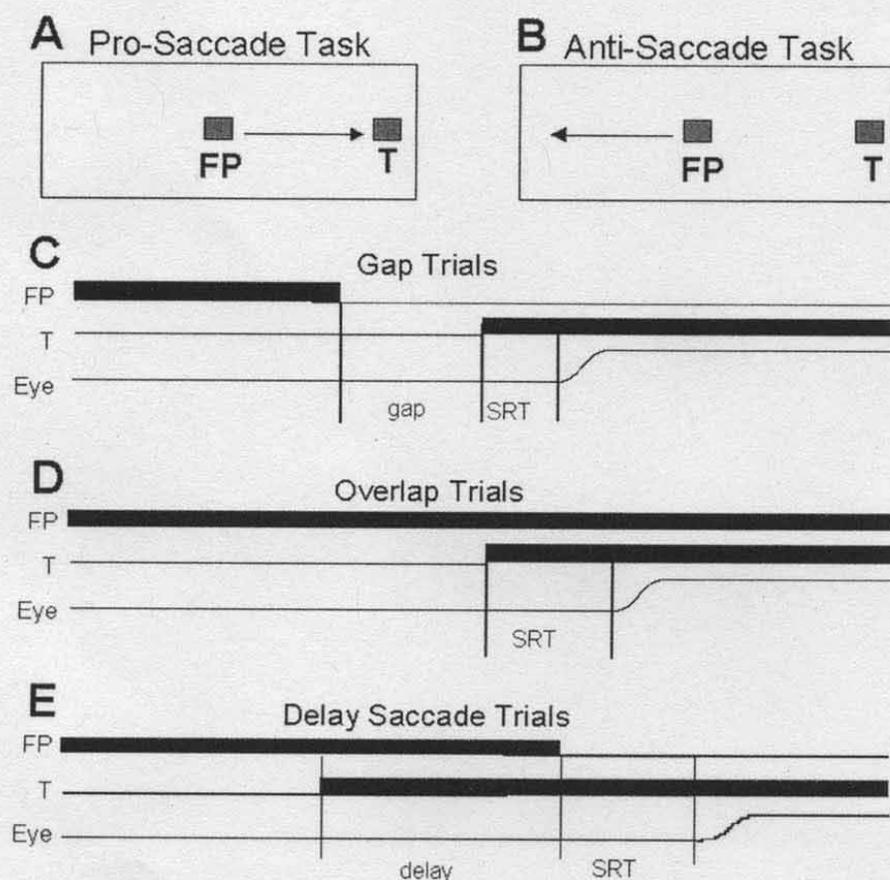 A Pro-Saccade Task
FP T
B Anti-Saccade Task
FP T
C Gap Trials
FP
T
Eye
gap SRT
D Overlap Trials
FP
T
Eye
SRT
E Delay Saccade Trials
FP
T
Eye
delay SRT